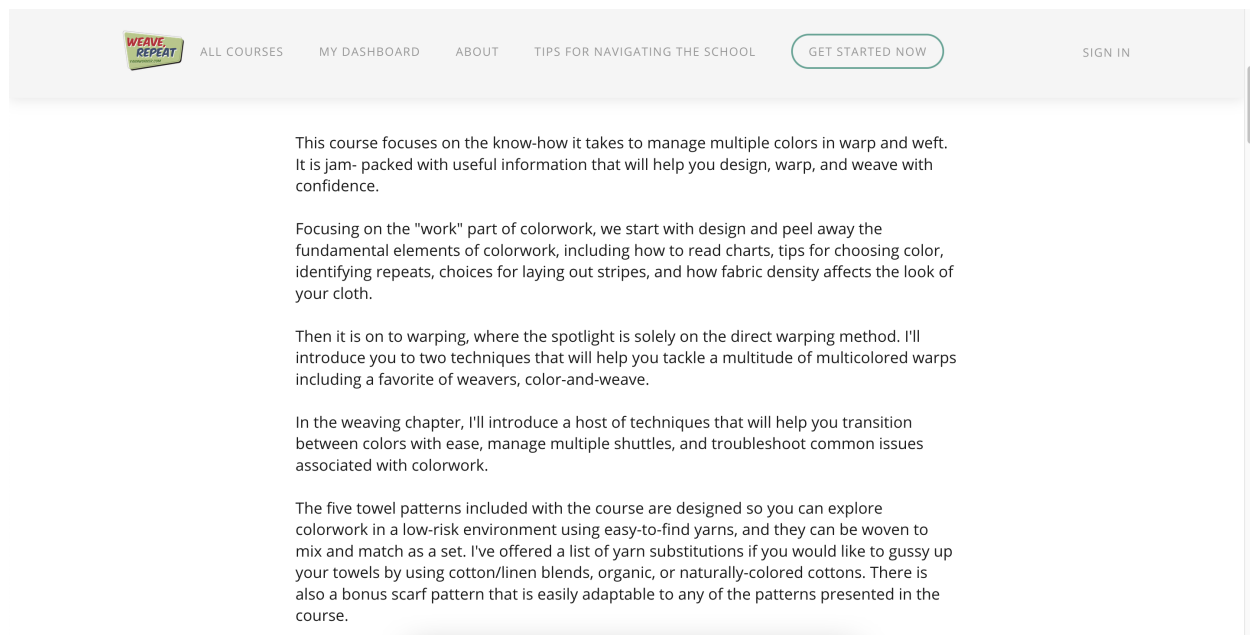 WEAVE,
REPEAT
ALL COURSES
MY DASHBOARD
ABOUT
TIPS FOR NAVIGATING THE SCHOOL
GET STARTED NOW
SIGN IN
This course focuses on the know-how it takes to manage multiple colors in warp and weft.
It is jam- packed with useful information that will help you design, warp, and weave with
confidence.
Focusing on the "work" part of colorwork, we start with design and peel away the
fundamental elements of colorwork, including how to read charts, tips for choosing color,
identifying repeats, choices for laying out stripes, and how fabric density affects the look of
your cloth.
Then it is on to warping, where the spotlight is solely on the direct warping method. I'll
introduce you to two techniques that will help you tackle a multitude of multicolored warps
including a favorite of weavers, color-and-weave.
In the weaving chapter, I'll introduce a host of techniques that will help you transition
between colors with ease, manage multiple shuttles, and troubleshoot common issues
associated with colorwork.
The five towel patterns included with the course are designed so you can explore
colorwork in a low-risk environment using easy-to-find yarns, and they can be woven to
mix and match as a set. I've offered a list of yarn substitutions if you would like to gussy up
your towels by using cotton/linen blends, organic, or naturally-colored cottons. There is
also a bonus scarf pattern that is easily adaptable to any of the patterns presented in the
course.